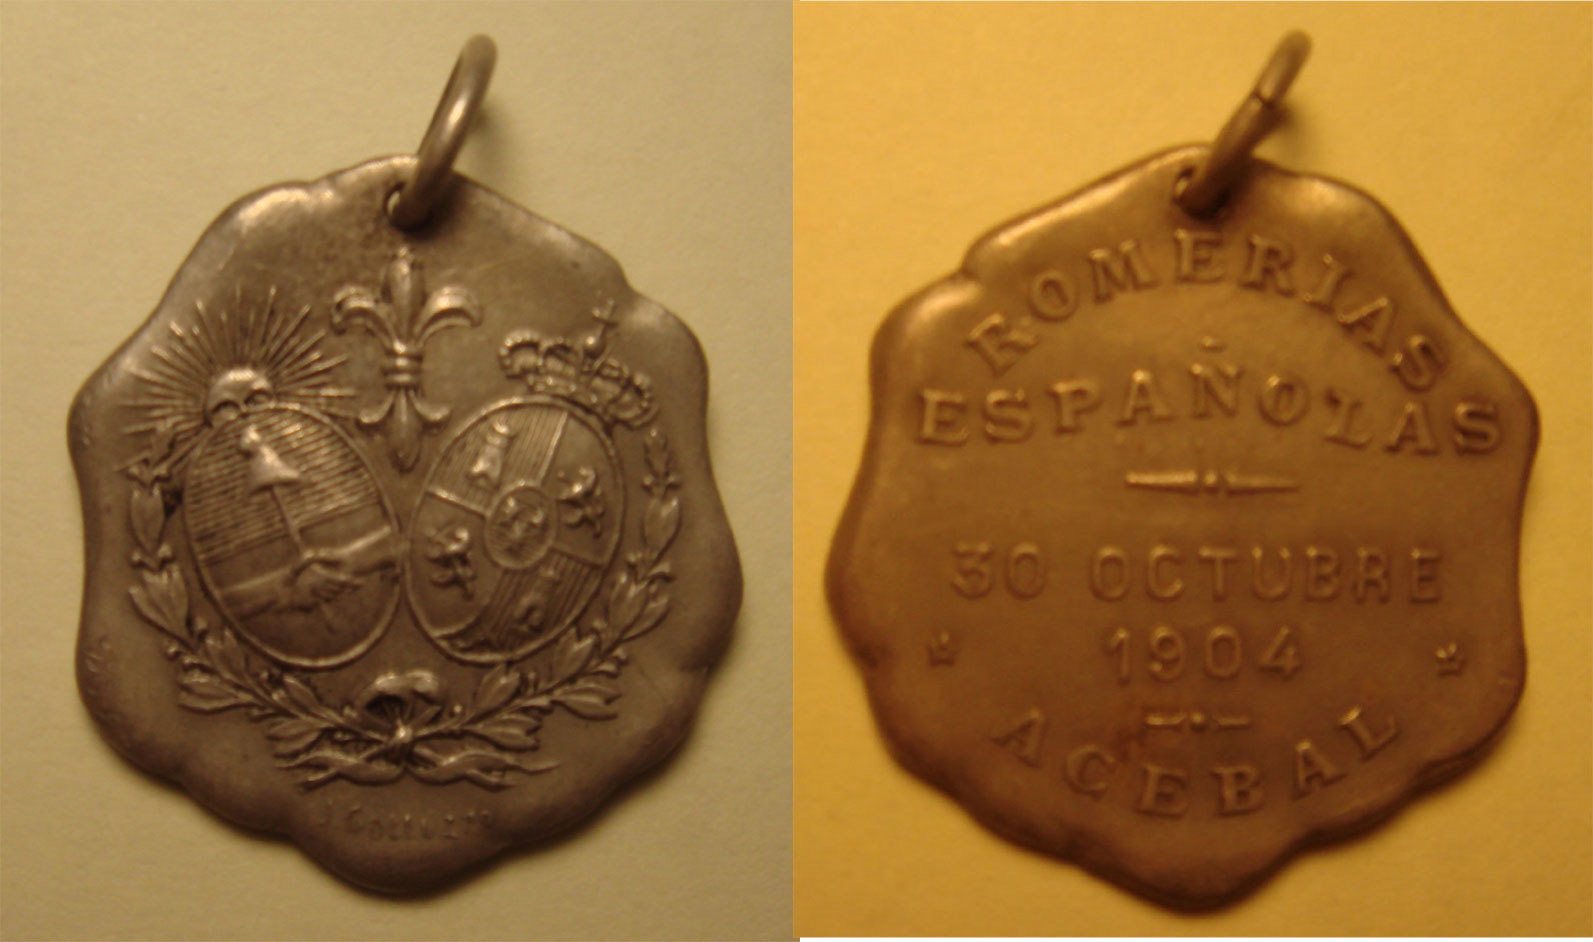 ROMERIAS
ESPAÑOLAS
30 OCTUBRE
1904
ACEBAL